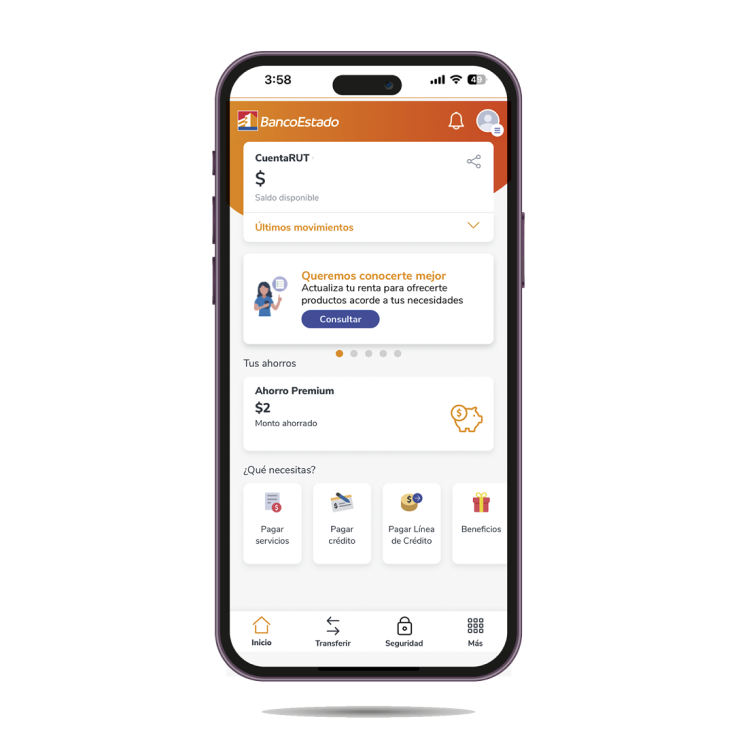 3:58
49
BancoEstado
CuentaRUT
$
Saldo disponible
Últimos movimientos
Queremos conocerte mejor
Actualiza tu renta para ofrecerte
productos acorde a tus necesidades
Consultar
Tus ahorros
Ahorro Premium
$2
Monto ahorrado
$
¿Qué necesitas?
$
$
$
Pagar
servicios
Pagar
crédito
Pagar Línea
de Crédito
Beneficios
Inicio
Transferir
Seguridad
Más